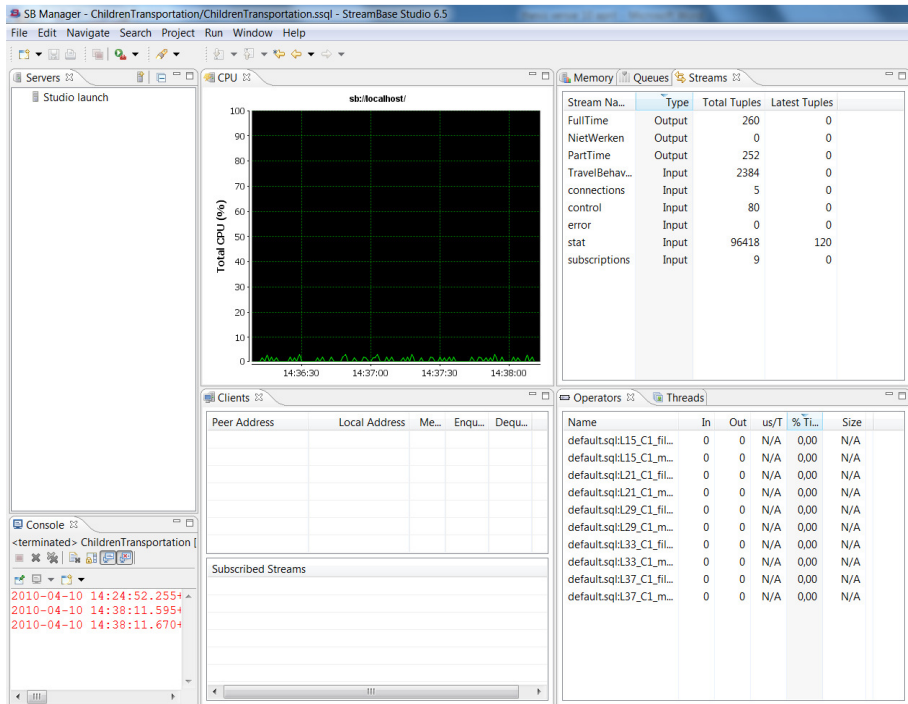 SB Manager - ChildrenTransportation/ChildrenTransportation.ssql - StreamBase Studio 6.5
File Edit Navigate Search Project Run Window Help
Servers
Studio launch
CPU
sb://localhost/
Total CPU (%)
100
90
80
70
60
50
40
30
20
10
0
14:36:30 14:37:00 14:37:30 14:38:00
Memory Queues Streams
Stream Na... Type Total Tuples Latest Tuples
FullTime Output 260 0
NietWerken Output 0 0
PartTime Output 252 0
TravelBehav... Input 2384 0
connections Input 5 0
control Input 80 0
error Input 0 0
stat Input 96418 120
subscriptions Input 9 0
Console
<terminated> ChildrenTransportation [
2010-04-10 14:24:52.255+
2010-04-10 14:38:11.595+
2010-04-10 14:38:11.670+
Clients
Peer Address Local Address Me... Enqu... Dequ...
Subscribed Streams
Operators Threads
Name In Out us/T % Ti... Size
default.sql:L15_C1_fil... 0 0 N/A 0,00 N/A
default.sql:L15_C1_m... 0 0 N/A 0,00 N/A
default.sql:L21_C1_fil... 0 0 N/A 0,00 N/A
default.sql:L21_C1_m... 0 0 N/A 0,00 N/A
default.sql:L29_C1_fil... 0 0 N/A 0,00 N/A
default.sql:L29_C1_m... 0 0 N/A 0,00 N/A
default.sql:L33_C1_fil... 0 0 N/A 0,00 N/A
default.sql:L33_C1_m... 0 0 N/A 0,00 N/A
default.sql:L37_C1_fil... 0 0 N/A 0,00 N/A
default.sql:L37_C1_m... 0 0 N/A 0,00 N/A